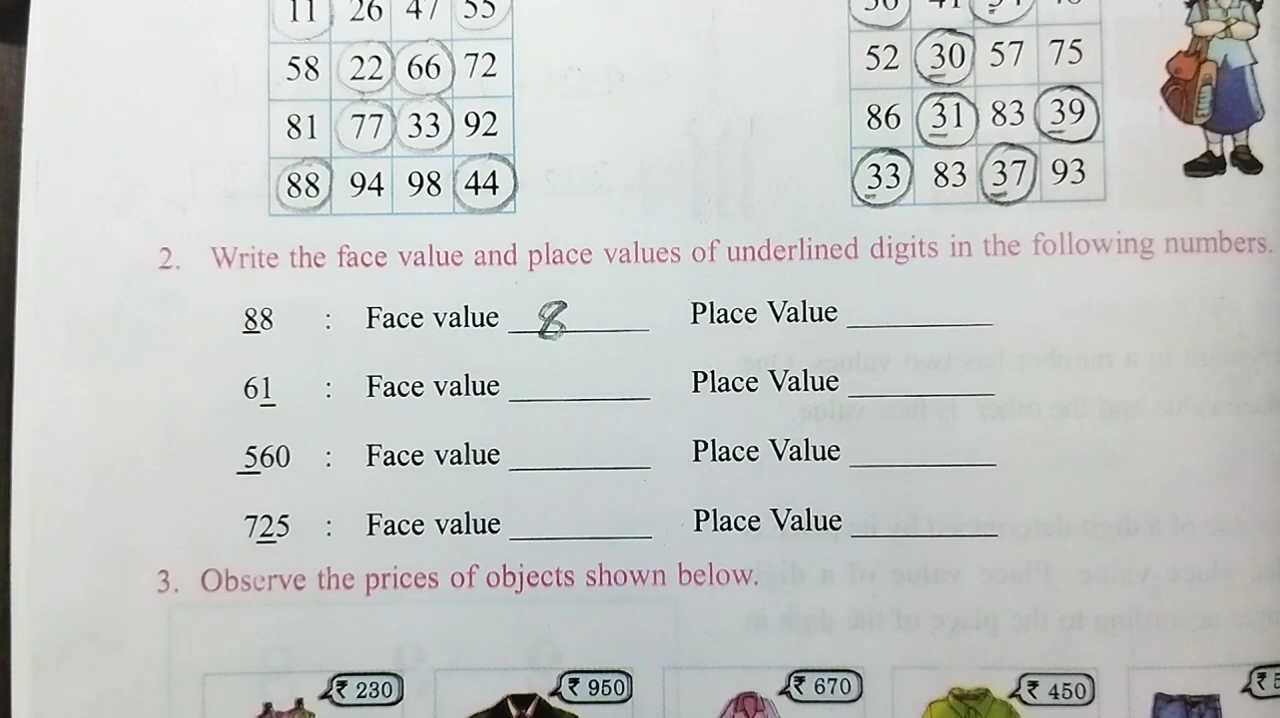 11 26 47 55
58 22 66 72
81 77 33 92
88 94 98 44
52 30 57 75
86 31 83 39
33 83 37 93
2. Write the face value and place values of underlined digits in the following numbers.
88 : Face value 8 Place Value
61 : Face value Place Value
560 : Face value Place Value
725 : Face value Place Value
3. Observe the prices of objects shown below.
₹ 230 ₹ 950 ₹ 670 ₹ 450